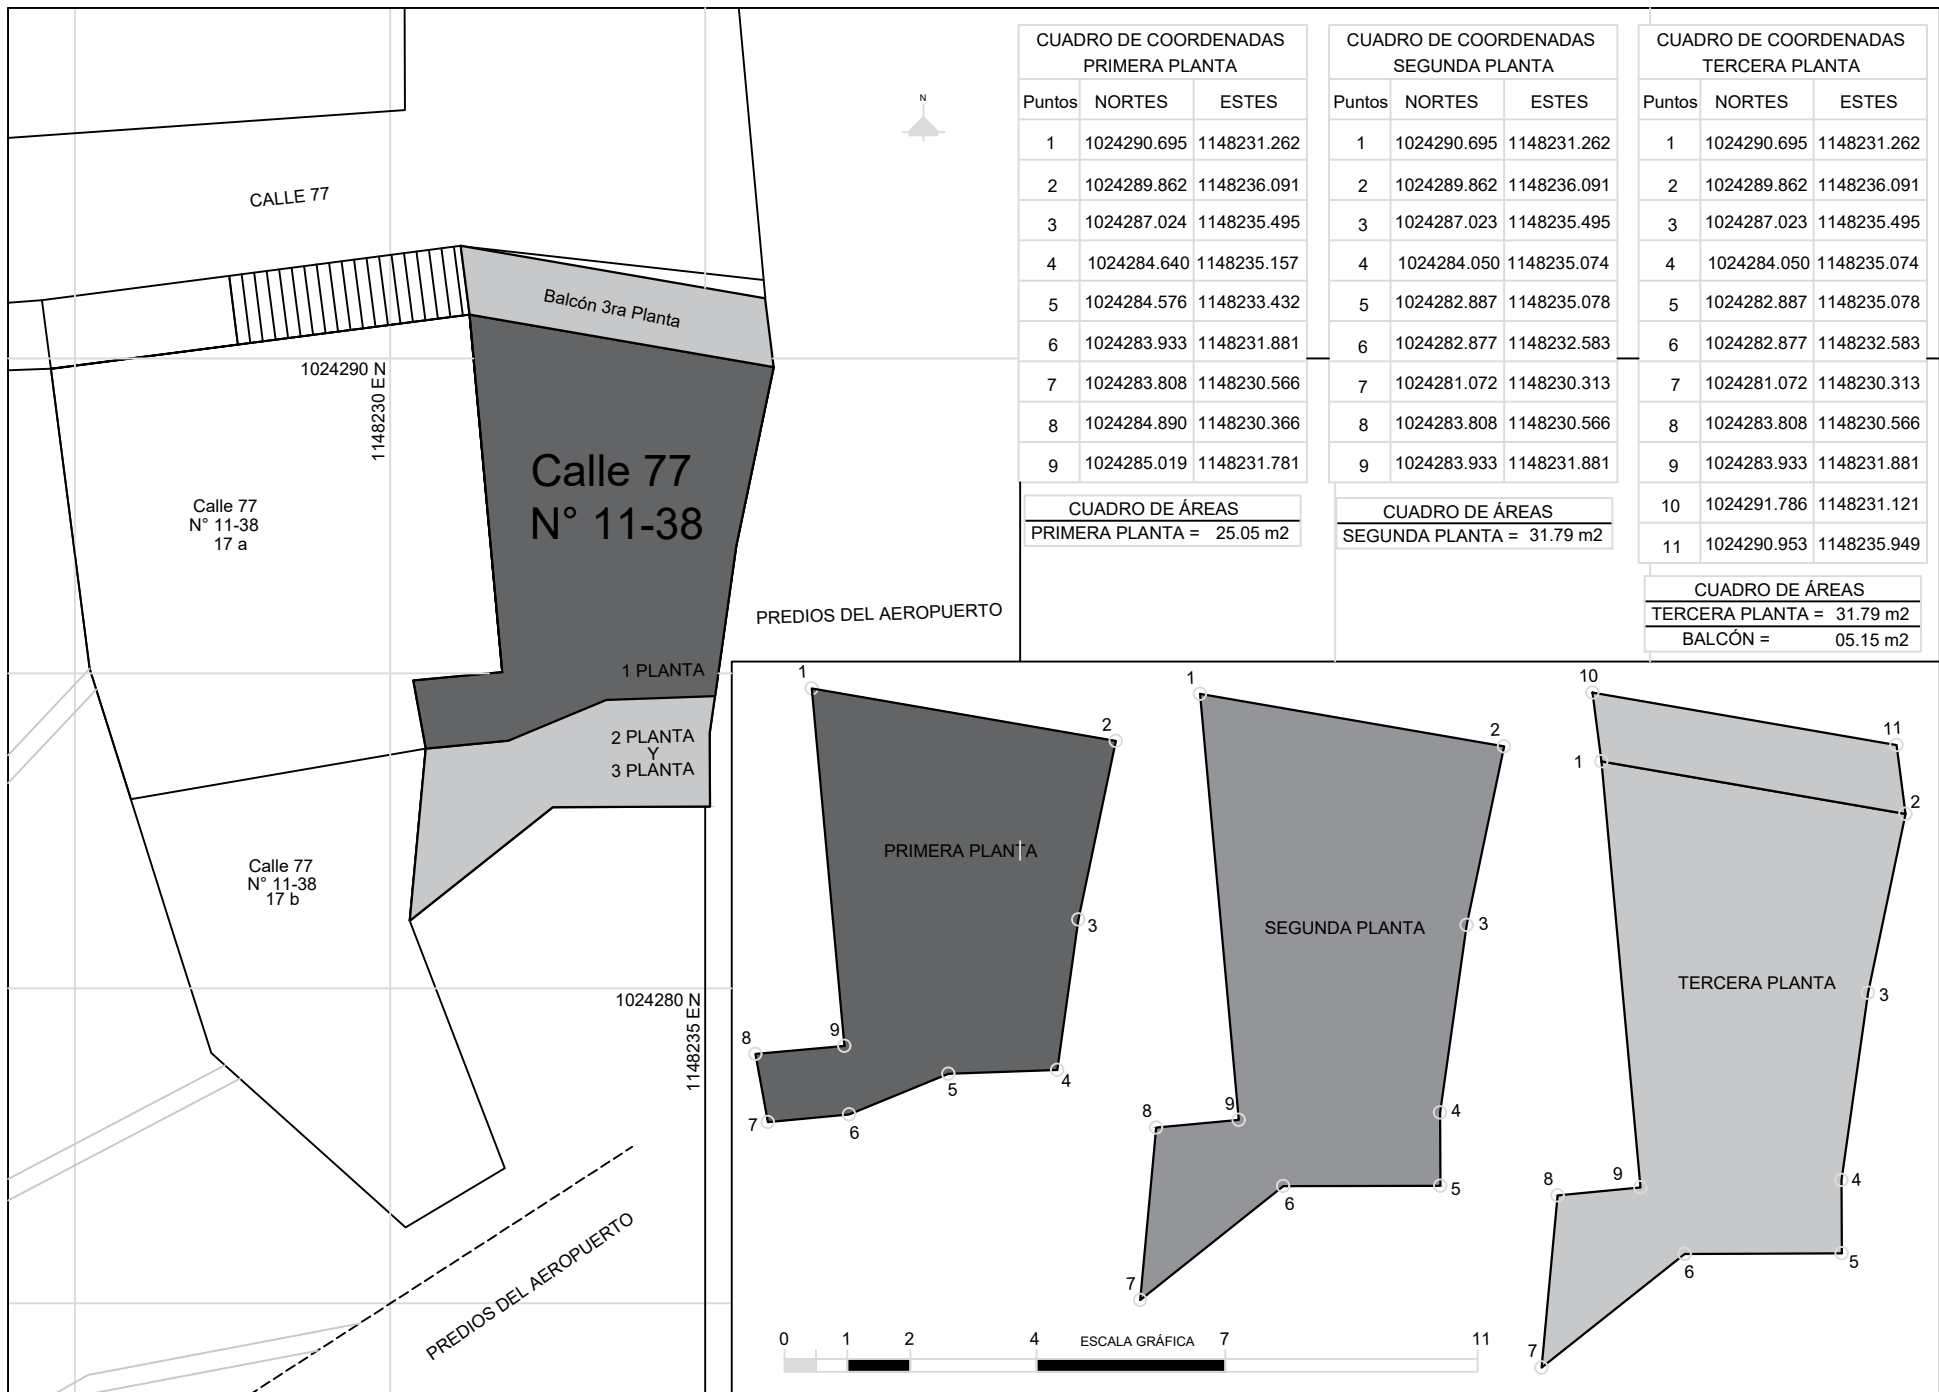 CALLE 77
N
Balcón 3ra Planta
1024290 N
1148230 E
Calle 77
N° 11-38
17 a
Calle 77
N° 11-38
PREDIOS DEL AEROPUERTO
1 PLANTA
2 PLANTA
Y
3 PLANTA
Calle 77
N° 11-38
17 b
1024280 N
1148235 E
PREDIOS DEL AEROPUERTO
CUADRO DE COORDENADAS
PRIMERA PLANTA
Puntos NORTES ESTES
1 1024290.695 1148231.262
2 1024289.862 1148236.091
3 1024287.024 1148235.495
4 1024284.640 1148235.157
5 1024284.576 1148233.432
6 1024283.933 1148231.881
7 1024283.808 1148230.566
8 1024284.890 1148230.366
9 1024285.019 1148231.781
CUADRO DE ÁREAS
PRIMERA PLANTA = 25.05 m2
CUADRO DE COORDENADAS
SEGUNDA PLANTA
Puntos NORTES ESTES
1 1024290.695 1148231.262
2 1024289.862 1148236.091
3 1024287.023 1148235.495
4 1024284.050 1148235.074
5 1024282.887 1148235.078
6 1024282.877 1148232.583
7 1024281.072 1148230.313
8 1024283.808 1148230.566
9 1024283.933 1148231.881
CUADRO DE ÁREAS
SEGUNDA PLANTA = 31.79 m2
CUADRO DE COORDENADAS
TERCERA PLANTA
Puntos NORTES ESTES
1 1024290.695 1148231.262
2 1024289.862 1148236.091
3 1024287.023 1148235.495
4 1024284.050 1148235.074
5 1024282.887 1148235.078
6 1024282.877 1148232.583
7 1024281.072 1148230.313
8 1024283.808 1148230.566
9 1024283.933 1148231.881
10 1024291.786 1148231.121
11 1024290.953 1148235.949
CUADRO DE ÁREAS
TERCERA PLANTA = 31.79 m2
BALCÓN = 05.15 m2
1
2
PRIMERA PLANTA
3
8
9
5
4
7
6
1
2
SEGUNDA PLANTA
3
8
9
4
6
5
7
10
11
1
2
TERCERA PLANTA
3
8
9
4
6
5
7
0 1 2 4 ESCALA GRÁFICA 7 11